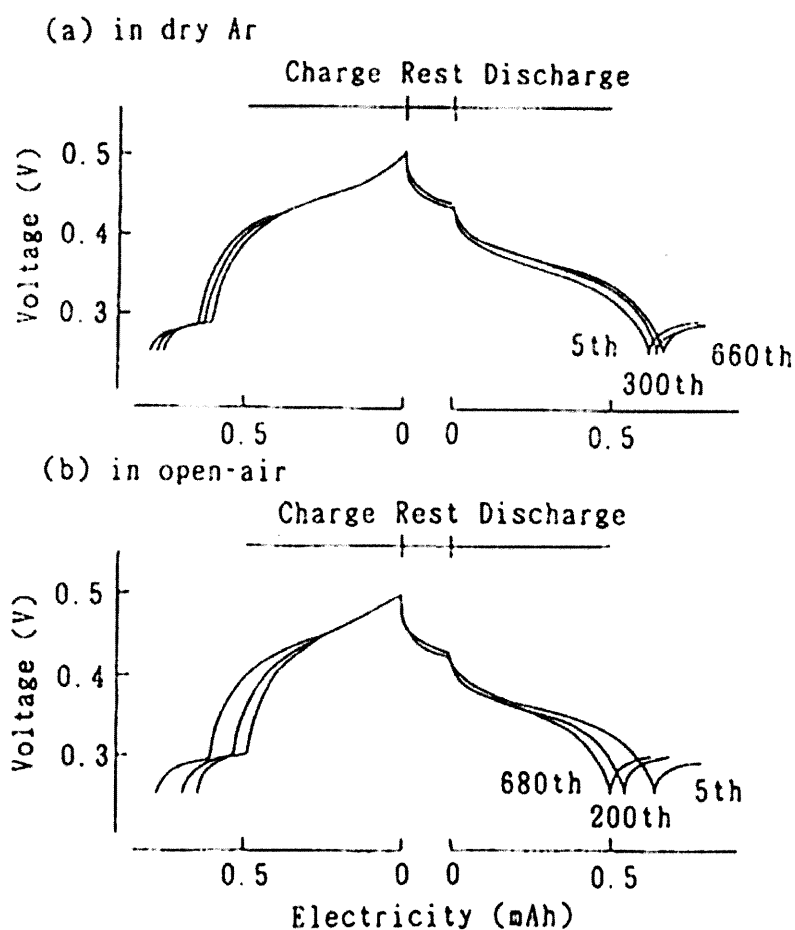 (a) in dry Ar
Charge Rest Discharge
Voltage (V)
0.5
0.4
0.3
5th
660th
300th
0.5 0 0 0.5
(b) in open-air
Charge Rest Discharge
Voltage (V)
0.5
0.4
0.3
680th
5th
200th
0.5 0 0 0.5
Electricity (mAh)